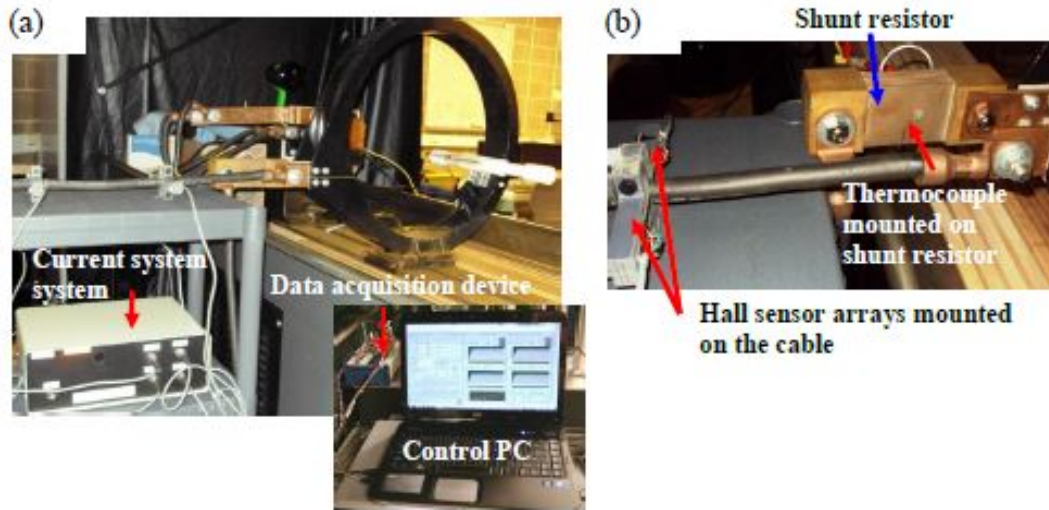 (a)
Current system
system
Data acquisition device
Control PC
(b)
Shunt resistor
Thermocouple
mounted on
shunt resistor
Hall sensor arrays mounted
on the cable